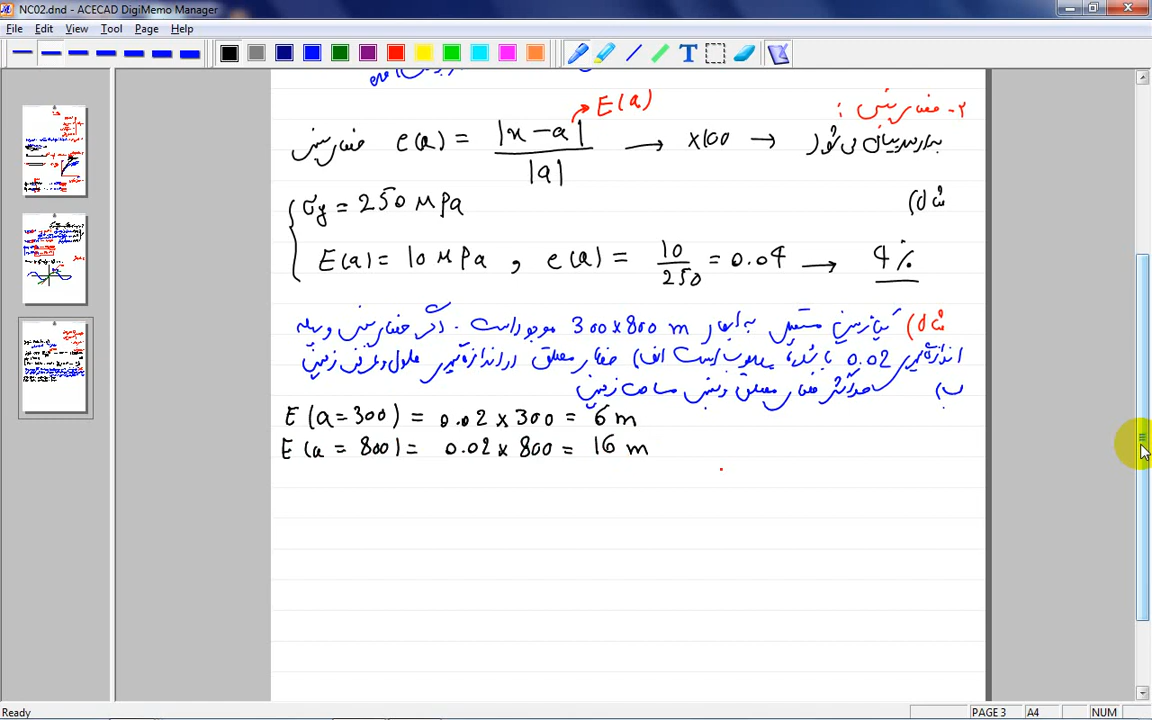 NC02.dnd - ACECAD DigiMemo Manager
File Edit View Tool Page Help
E(a)
۲- خطای نسبی :
خطای نسبی e(a) = |x-a| / |a| → ×100 → به درصد بیان می شود
مثال) σy = 250 MPa
E(a) = 10 MPa , e(a) = 10/250 = 0.04 → 4%
مثال) یک زمین مستطیل به ابعاد 300×800 m موجود است. اگر خطای نسبی وسیله
اندازه گیری 0.02 باشد، مطلوب است الف) خطای مطلق در اندازه گیری طول و عرض زمین
ب) حداکثر خطای مطلق و نسبی مساحت زمین
E(a=300) = 0.02 × 300 = 6 m
E(a = 800) = 0.02 × 800 = 16 m
Ready PAGE 3 A4 NUM